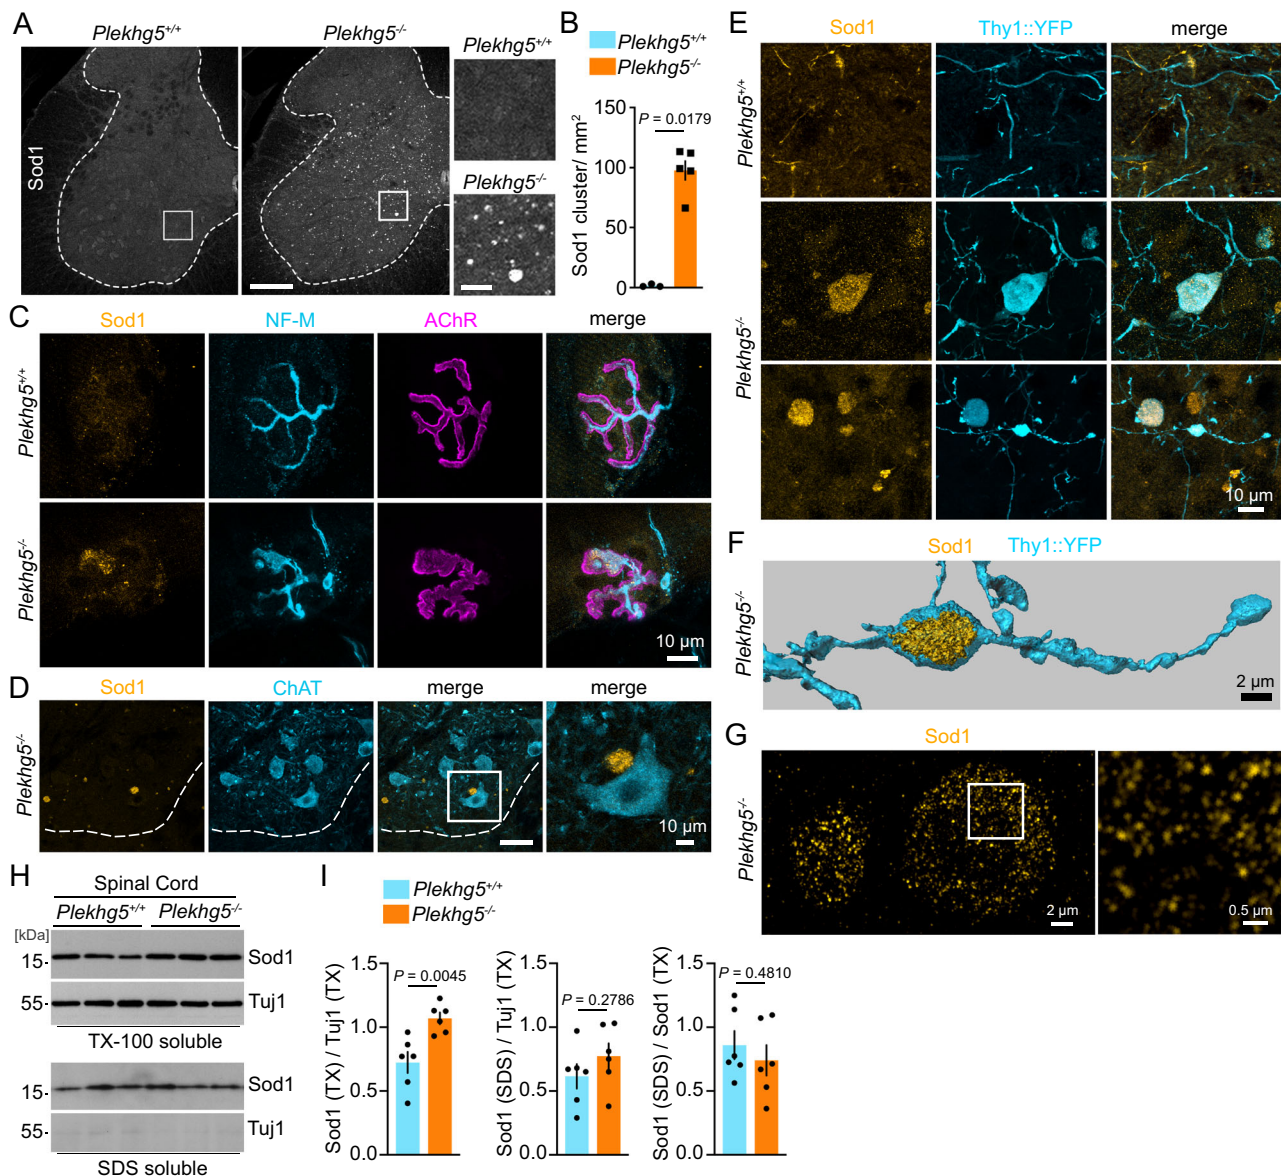 A
Plekhg5+/+
Plekhg5-/-
Plekhg5+/+
Plekhg5-/-
Sod1
B
Plekhg5+/+
Plekhg5-/-
P = 0.0179
Sod1 cluster/ mm²
150
100
50
0
C
Sod1
NF-M
AChR
merge
Plekhg5+/+
Plekhg5-/-
10 µm
D
Sod1
ChAT
merge
merge
Plekhg5-/-
10 µm
E
Sod1
Thy1::YFP
merge
Plekhg5+/+
Plekhg5-/-
10 µm
F
Sod1
Thy1::YFP
Plekhg5-/-
2 µm
G
Sod1
Plekhg5-/-
2 µm
0.5 µm
H
Spinal Cord
Plekhg5+/+
Plekhg5-/-
[kDa]
15
Sod1
55
Tuj1
TX-100 soluble
15
Sod1
55
Tuj1
SDS soluble
I
Plekhg5+/+
Plekhg5-/-
Sod1 (TX) / Tuj1 (TX)
1.5
1.0
0.5
0.0
P = 0.0045
Sod1 (SDS) / Tuj1 (TX)
1.5
1.0
0.5
0.0
P = 0.2786
Sod1 (SDS) / Sod1 (TX)
1.5
1.0
0.5
0.0
P = 0.4810